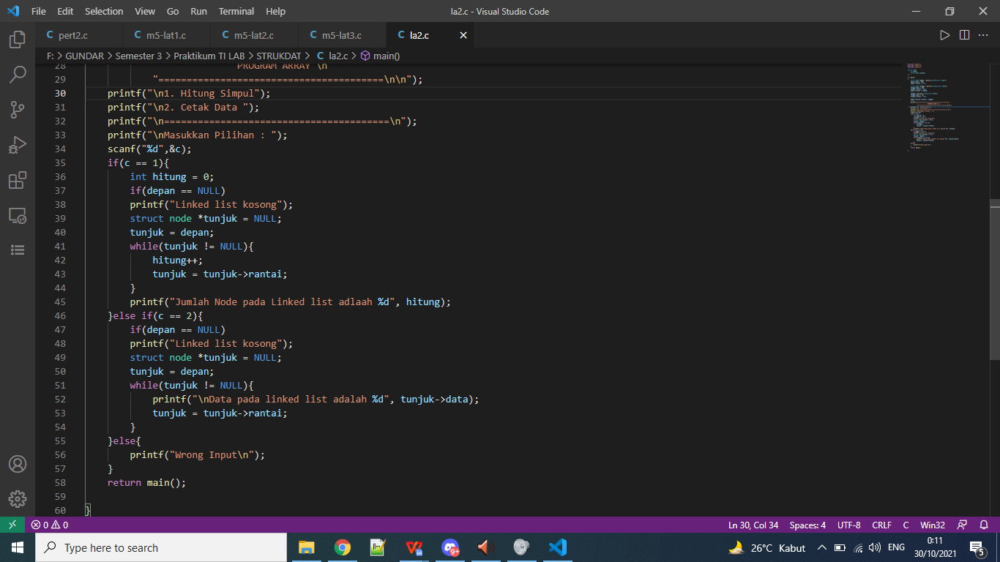 File Edit Selection View Go Run Terminal Help la2.c - Visual Studio Code
pert2.c m5-lat1.c m5-lat2.c m5-lat3.c la2.c
F: > GUNDAR > Semester 3 > Praktikum TI LAB > STRUKDAT > C la2.c > main()
28 PROGRAM ARRAY \n
29 "========================================\n\n");
30 printf("\n1. Hitung Simpul");
31 printf("\n2. Cetak Data ");
32 printf("\n========================================\n");
33 printf("\nMasukkan Pilihan : ");
34 scanf("%d",&c);
35 if(c == 1){
36 int hitung = 0;
37 if(depan == NULL)
38 printf("Linked list kosong");
39 struct node *tunjuk = NULL;
40 tunjuk = depan;
41 while(tunjuk != NULL){
42 hitung++;
43 tunjuk = tunjuk->rantai;
44 }
45 printf("Jumlah Node pada Linked list adlaah %d", hitung);
46 }else if(c == 2){
47 if(depan == NULL)
48 printf("Linked list kosong");
49 struct node *tunjuk = NULL;
50 tunjuk = depan;
51 while(tunjuk != NULL){
52 printf("\nData pada linked list adalah %d", tunjuk->data);
53 tunjuk = tunjuk->rantai;
54 }
55 }else{
56 printf("Wrong Input\n");
57 }
58 return main();
59
60 }
0 0 Ln 30, Col 34 Spaces: 4 UTF-8 CRLF C Win32
Type here to search 9+ 26°C Kabut ENG 0:11
30/10/2021 5